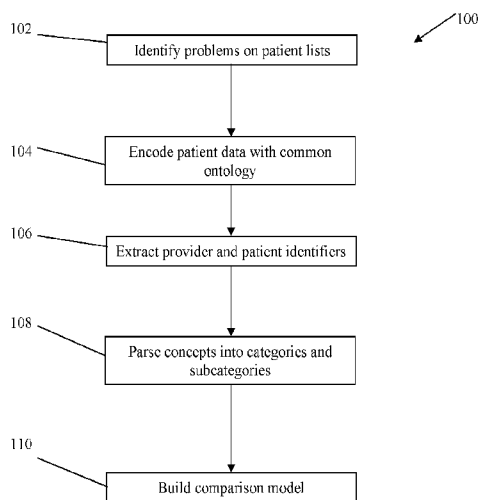 100
102
Identify problems on patient lists
104
Encode patient data with common
ontology
106
Extract provider and patient identifiers
108
Parse concepts into categories and
subcategories
110
Build comparison model